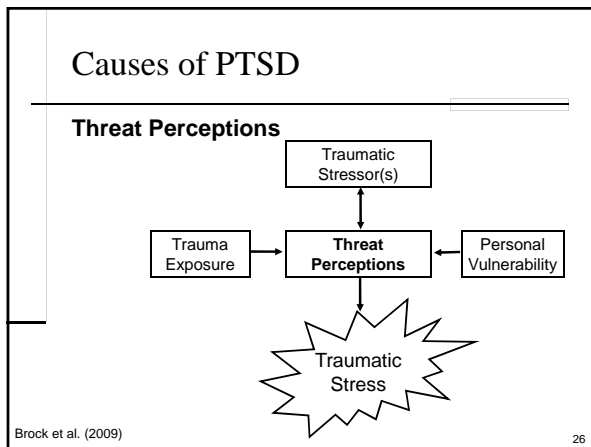 Causes of PTSD
Threat Perceptions
Traumatic
Stressor(s)
Trauma
Exposure
Threat
Perceptions
Personal
Vulnerability
Traumatic
Stress
Brock et al. (2009)
26